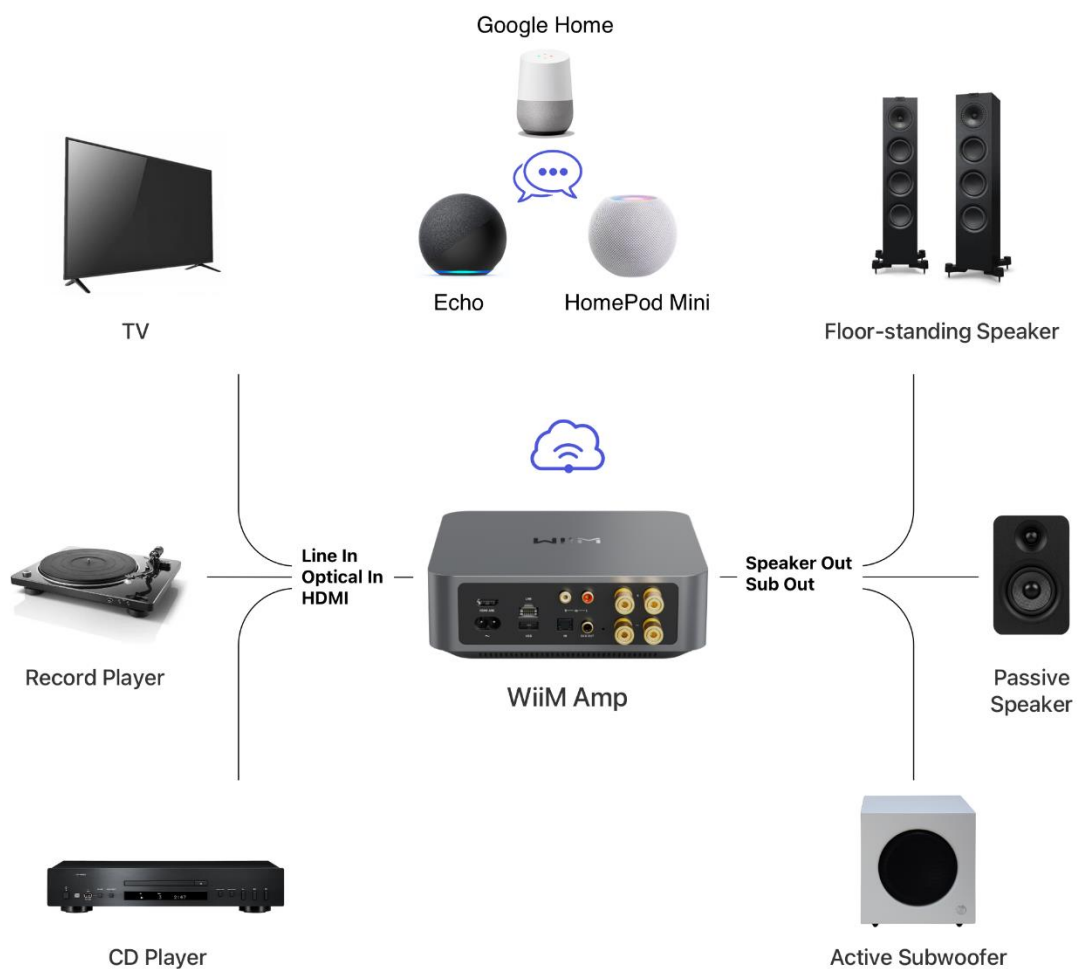 Google Home
Echo
HomePod Mini
TV
Floor-standing Speaker
Line In
Optical In
HDMI
Speaker Out
Sub Out
WiiM
Record Player
WiiM Amp
Passive
Speaker
CD Player
Active Subwoofer